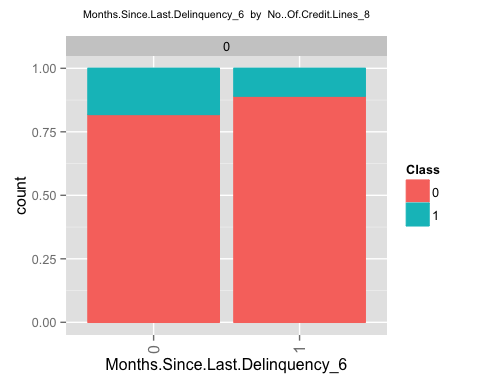 Months.Since.Last.Delinquency_6 by No..Of.Credit.Lines_8
0
1.00
0.75
0.50
0.25
0.00
count
0
1
Months.Since.Last.Delinquency_6
Class
0
1